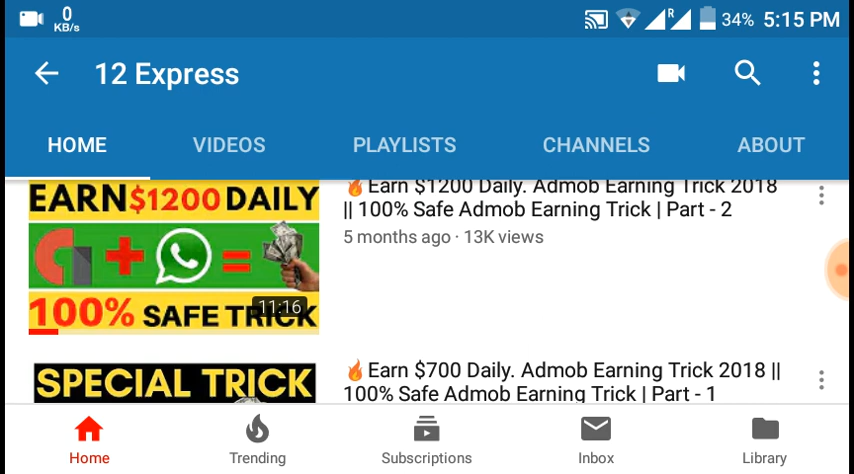 0
KB/s
R
34% 5:15 PM
12 Express
HOME VIDEOS PLAYLISTS CHANNELS ABOUT
EARN $1200 DAILY
+ =
100% SAFE TRICK
11:16
🔥Earn $1200 Daily. Admob Earning Trick 2018
|| 100% Safe Admob Earning Trick | Part - 2
5 months ago · 13K views
SPECIAL TRICK
🔥Earn $700 Daily. Admob Earning Trick 2018 ||
100% Safe Admob Earning Trick | Part - 1
Home Trending Subscriptions Inbox Library